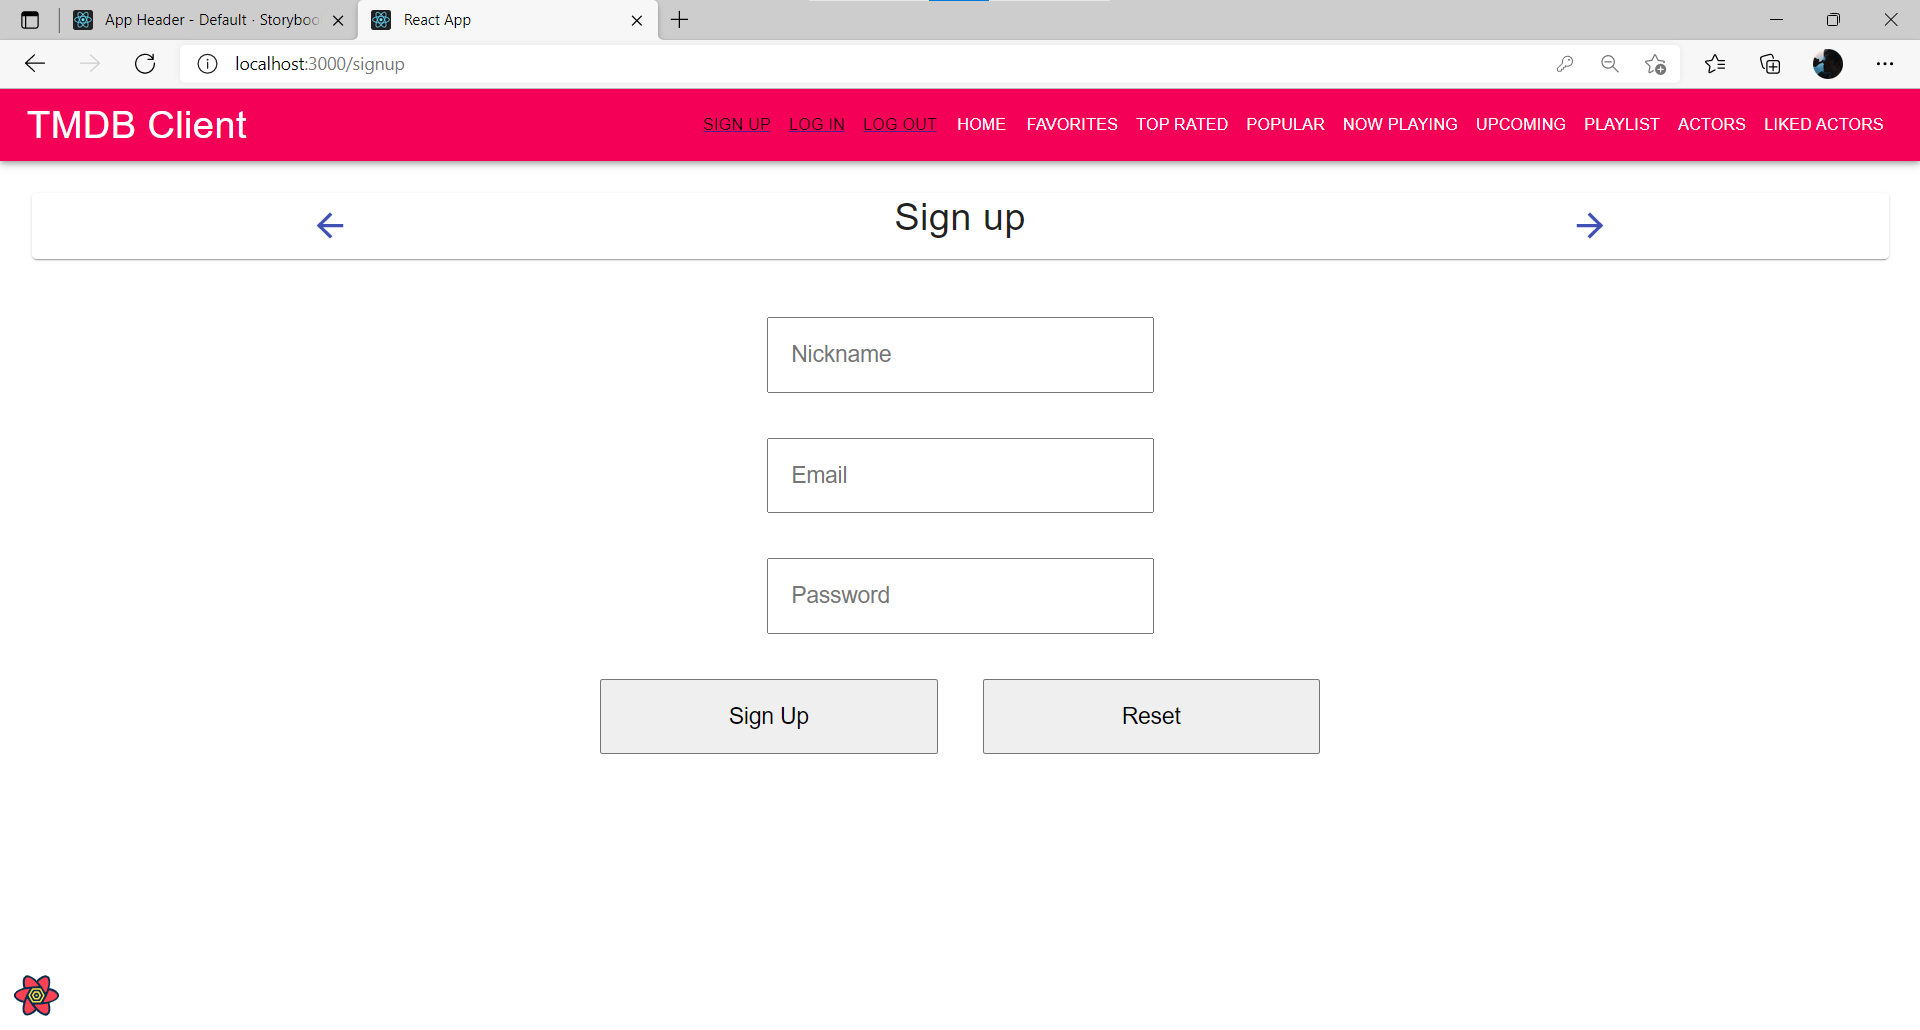 App Header - Default · Storyboo
React App
localhost:3000/signup
TMDB Client
SIGN UP LOG IN LOG OUT HOME FAVORITES TOP RATED POPULAR NOW PLAYING UPCOMING PLAYLIST ACTORS LIKED ACTORS
Sign up
Nickname
Email
Password
Sign Up
Reset